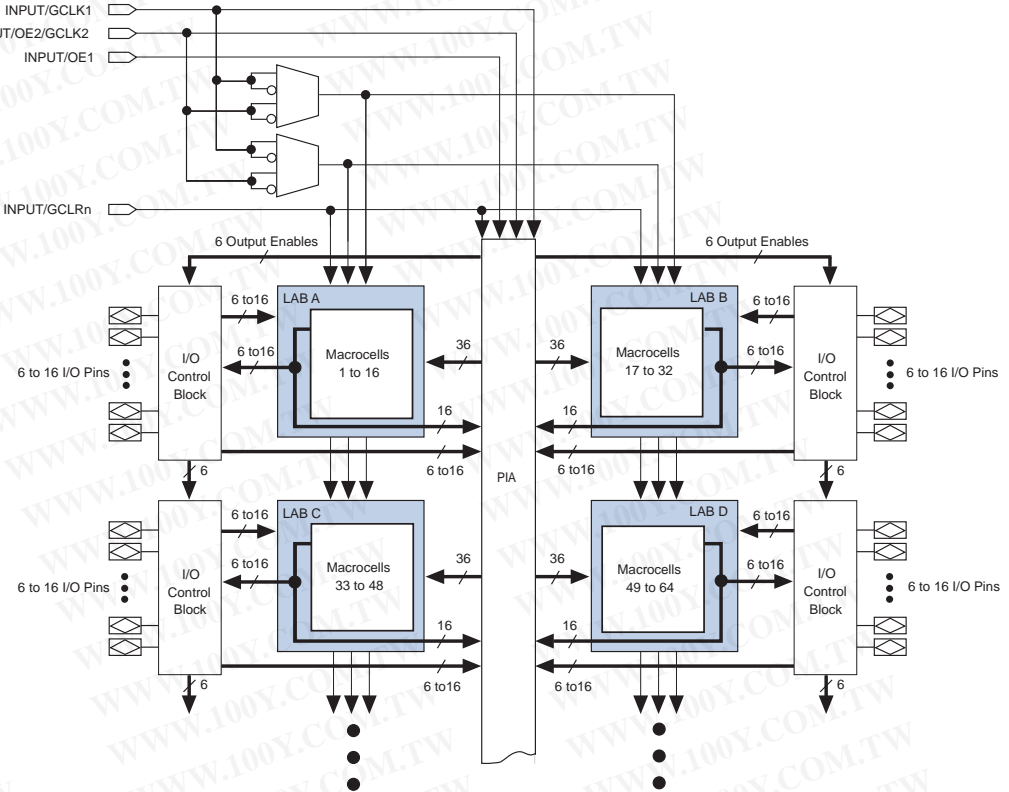 INPUT/GCLK1
UT/OE2/GCLK2
INPUT/OE1
INPUT/GCLRn
6 Output Enables
6 Output Enables
6 to16
LAB A
LAB B
6 to16
6 to 16 I/O Pins
I/O
Control
Block
6 to16
Macrocells
1 to 16
36
36
Macrocells
17 to 32
6 to16
I/O
Control
Block
6 to 16 I/O Pins
16
16
6 to16
6 to16
6
PIA
6
6 to16
LAB C
LAB D
6 to16
6 to 16 I/O Pins
I/O
Control
Block
6 to16
Macrocells
33 to 48
36
36
Macrocells
49 to 64
6 to16
I/O
Control
Block
6 to 16 I/O Pins
16
16
6 to16
6 to16
6
6
WWW.100Y.COM.TW